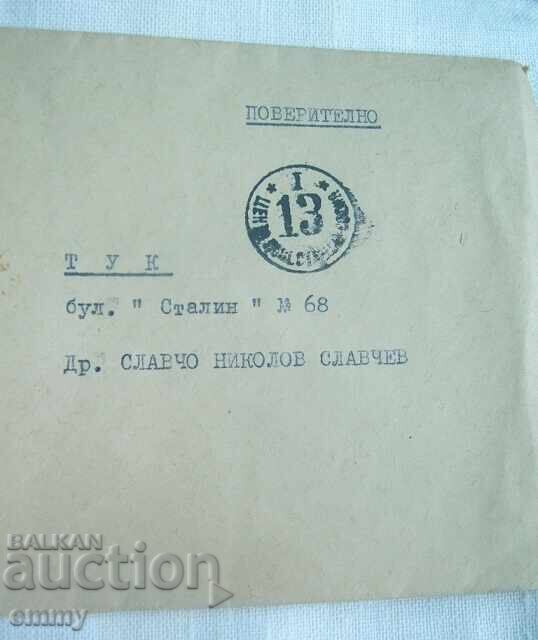 ПОВЕРИТЕЛНО
* I *
13
Т У К
бул. " Сталин " № 68
Др. СЛАВЧО НИКОЛОВ СЛАВЧЕВ
BALKAN
auction
emmy